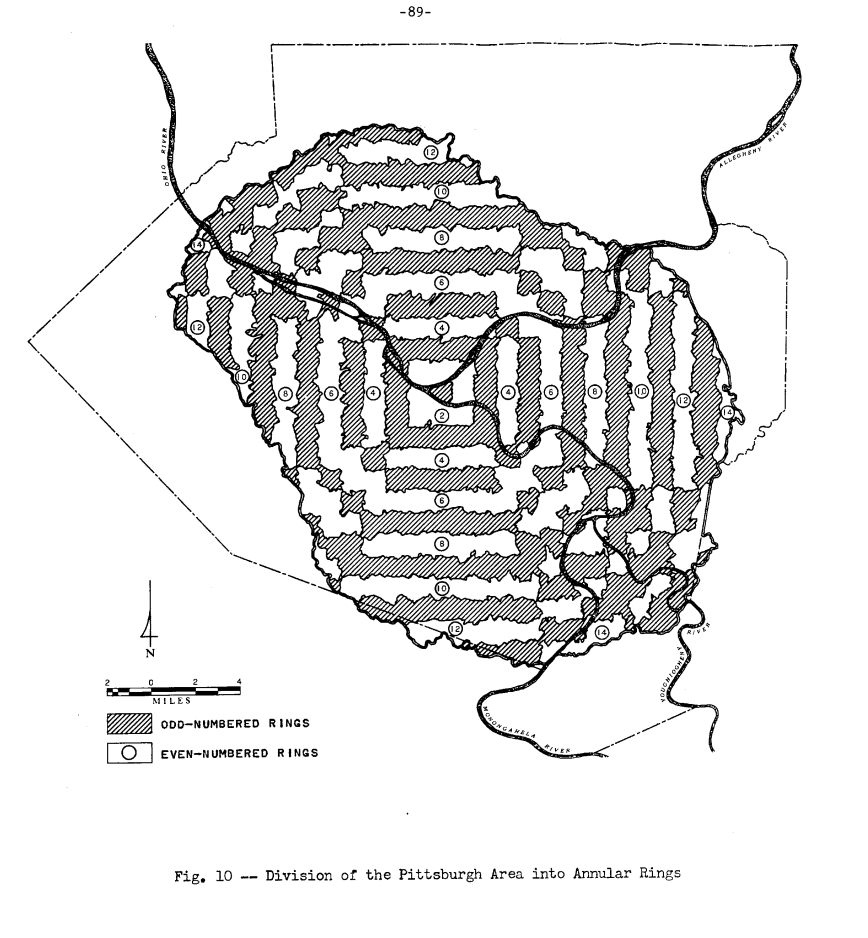 -89-
OHIO RIVER
ALLEGHENY RIVER
12
10
14
8
6
12
4
10
8
6
4
4
6
8
10
12
14
2
4
6
8
10
12
14
N
2 0 2 4
MILES
YOUGHIOGHENY RIVER
MONONGAHELA RIVER
ODD-NUMBERED RINGS
EVEN-NUMBERED RINGS
Fig. 10 -- Division of the Pittsburgh Area into Annular Rings